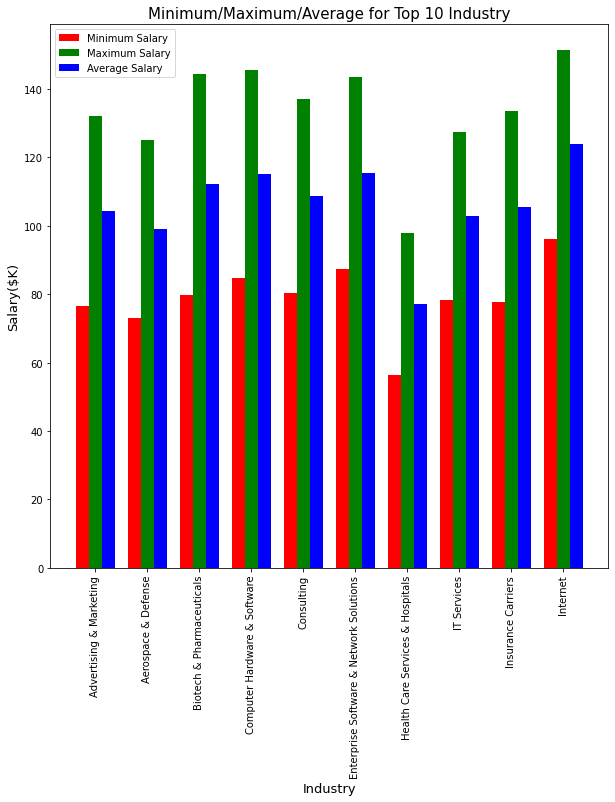 Minimum/Maximum/Average for Top 10 Industry
Minimum Salary
Maximum Salary
Average Salary
Salary($K)
140
120
100
80
60
40
20
0
Advertising & Marketing
Aerospace & Defense
Biotech & Pharmaceuticals
Computer Hardware & Software
Consulting
Enterprise Software & Network Solutions
Health Care Services & Hospitals
IT Services
Insurance Carriers
Internet
Industry